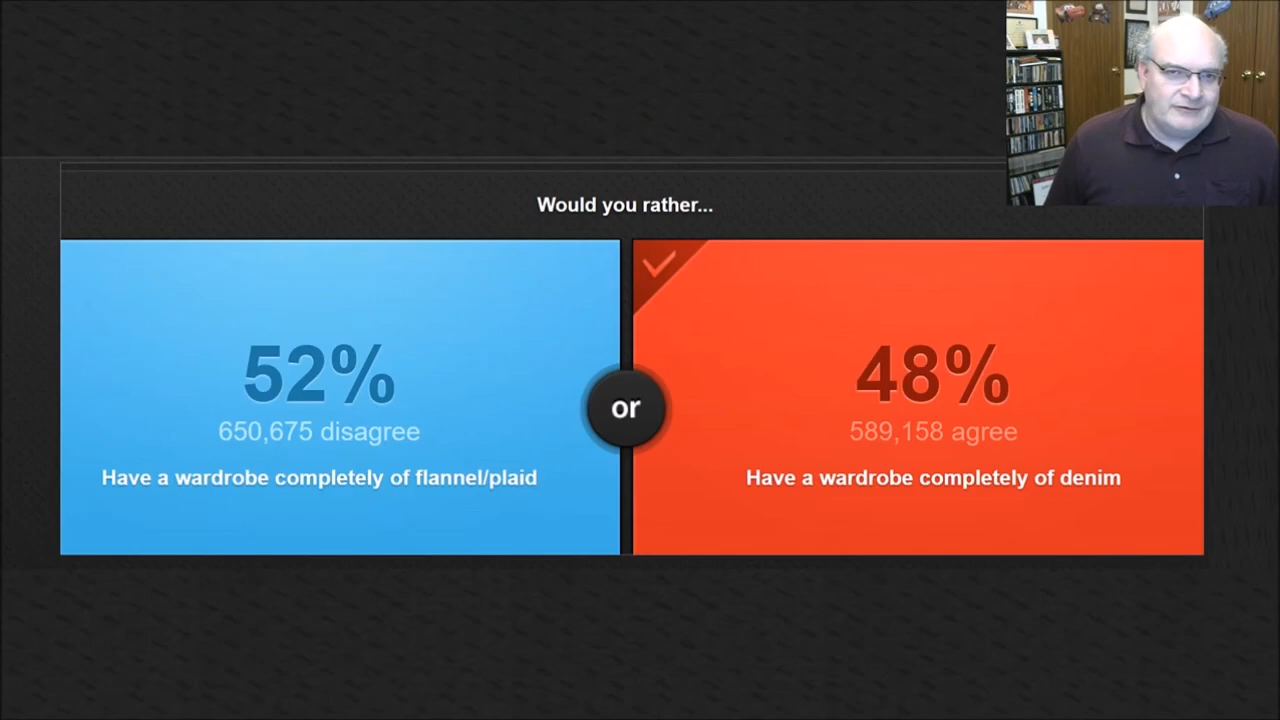 Would you rather...
52%
650,675 disagree
Have a wardrobe completely of flannel/plaid
or
48%
589,158 agree
Have a wardrobe completely of denim